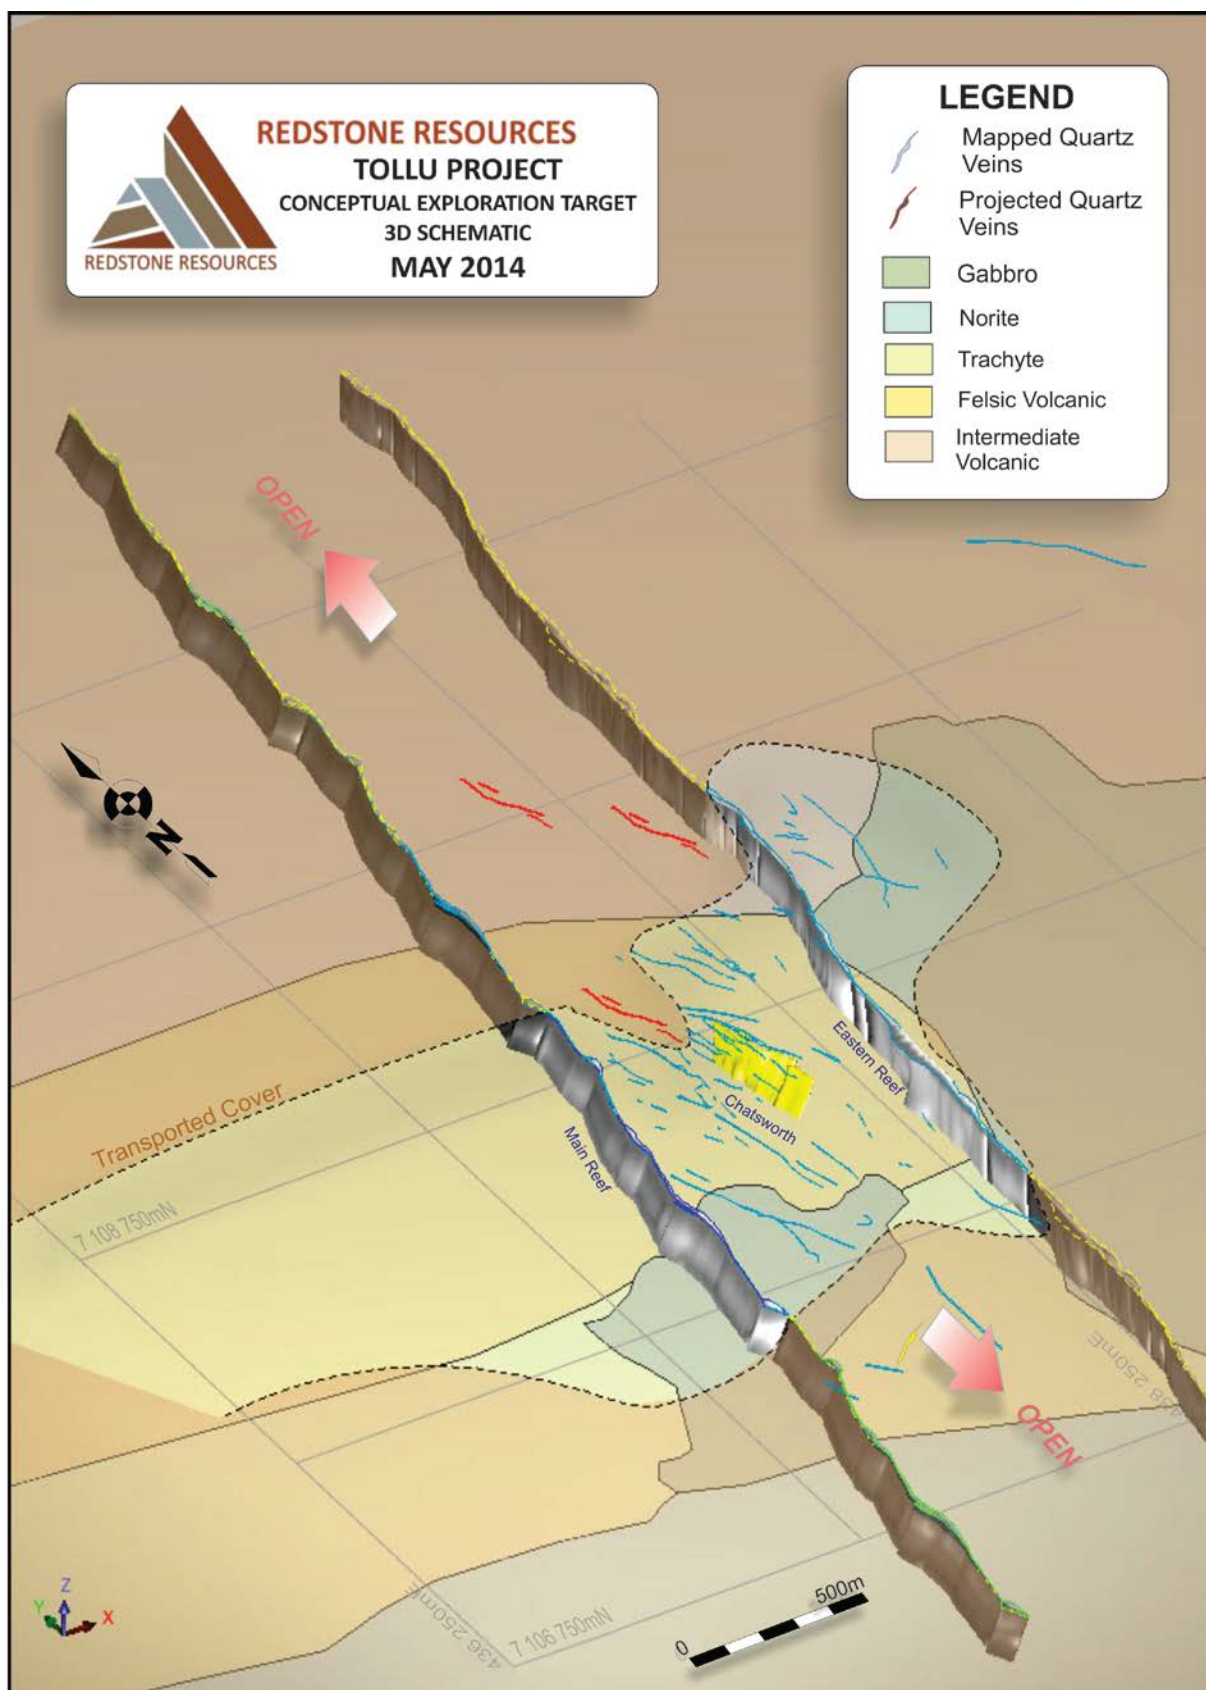 REDSTONE RESOURCES
TOLLU PROJECT
CONCEPTUAL EXPLORATION TARGET
3D SCHEMATIC
MAY 2014
REDSTONE RESOURCES
LEGEND
Mapped Quartz
Veins
Projected Quartz
Veins
Gabbro
Norite
Trachyte
Felsic Volcanic
Intermediate
Volcanic
OPEN
N
Eastern Reef
Chatsworth
Main Reef
Transported Cover
7 108 750mN
438 250mE
OPEN
436 250mE
7 106 750mN
0
500m
Z
Y
X